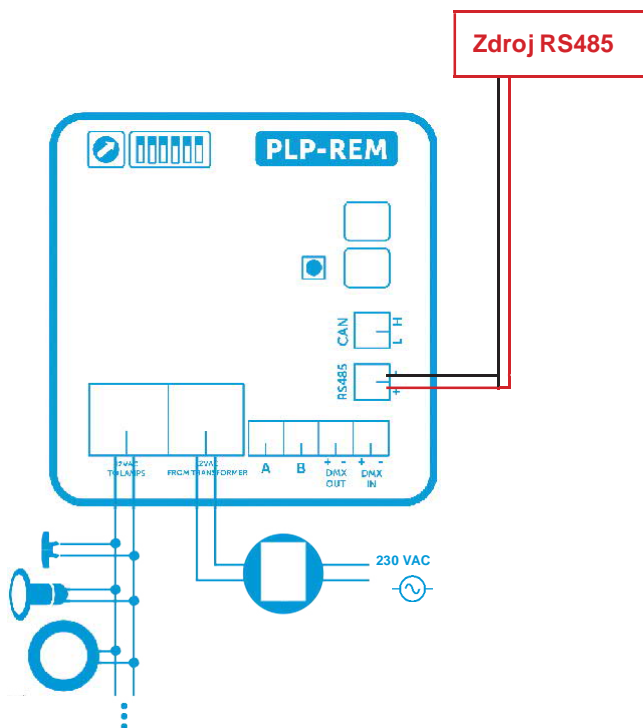 Zdroj RS485
PLP-REM
CAN
H
L
RS485
-
+
12VAC
TO LAMPS
12VAC
FROM TRANSFORMER
A
B
+ -
DMX
OUT
+ -
DMX
IN
230 VAC